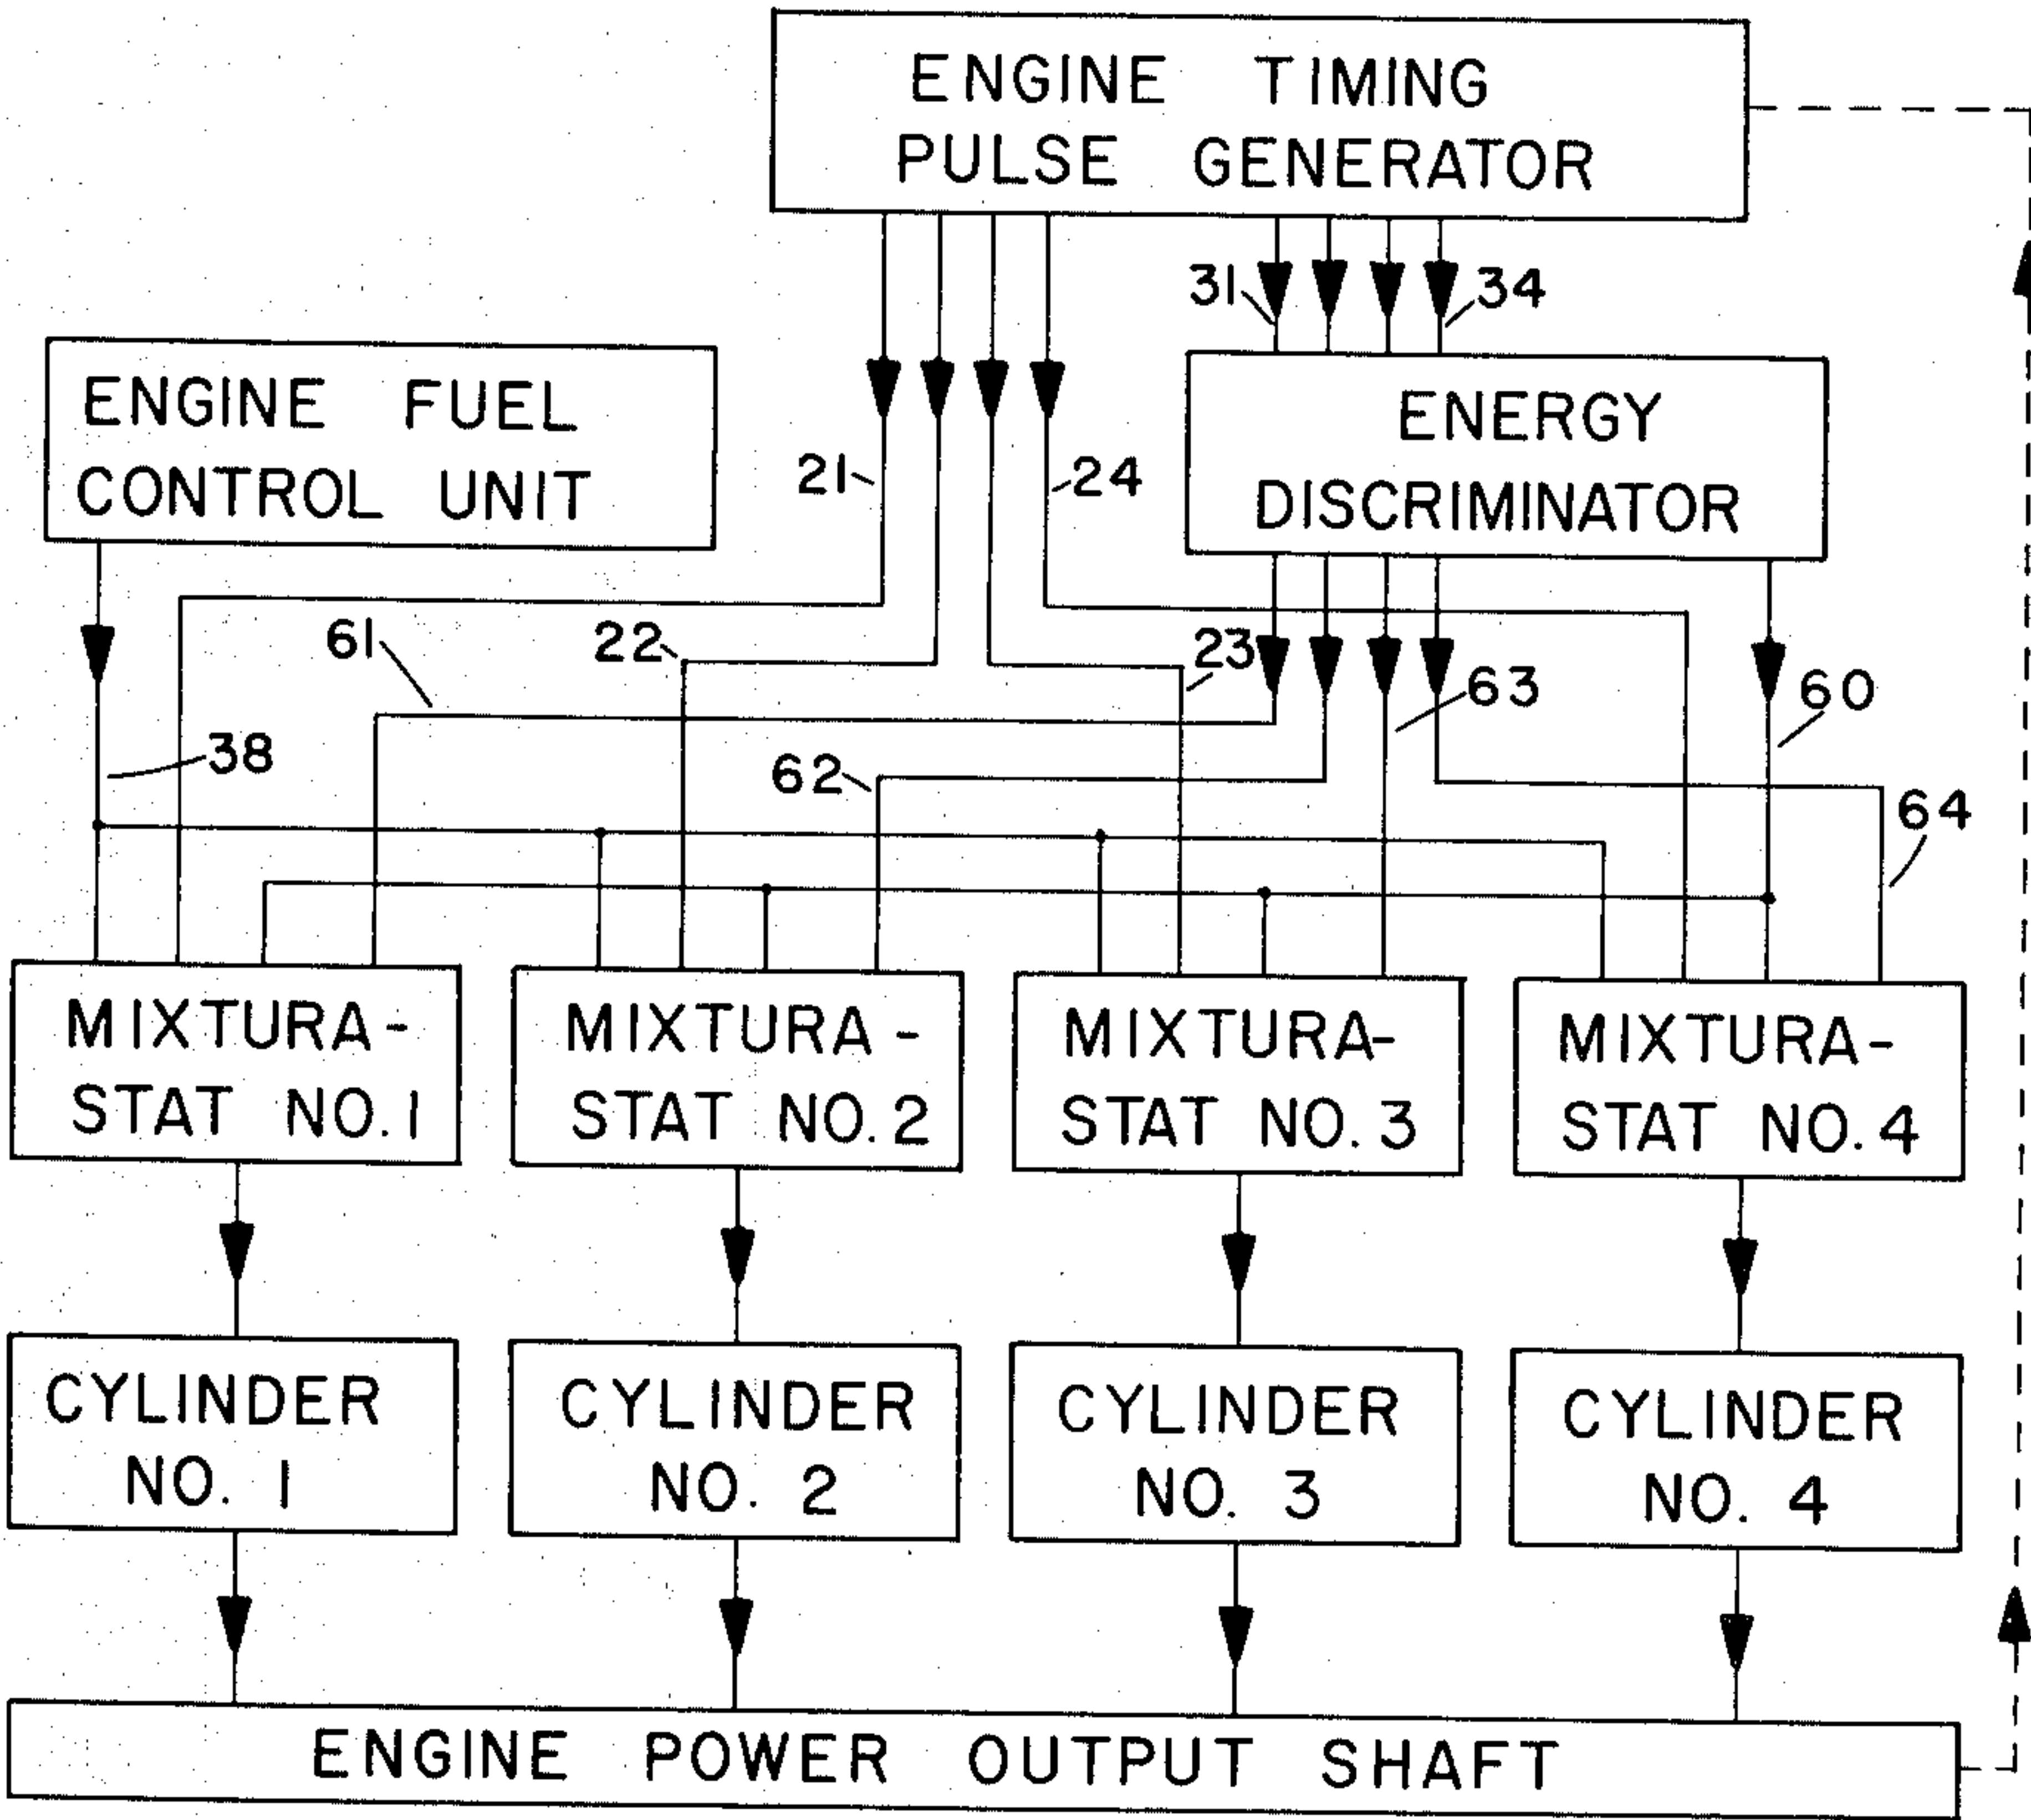 ENGINE TIMING
PULSE GENERATOR
31
34
ENGINE FUEL
CONTROL UNIT
21
24
ENERGY
DISCRIMINATOR
61
22
23
63
60
38
62
64
MIXTURA-
STAT NO. 1
MIXTURA-
STAT NO. 2
MIXTURA-
STAT NO. 3
MIXTURA-
STAT NO. 4
CYLINDER
NO. 1
CYLINDER
NO. 2
CYLINDER
NO. 3
CYLINDER
NO. 4
ENGINE POWER OUTPUT SHAFT